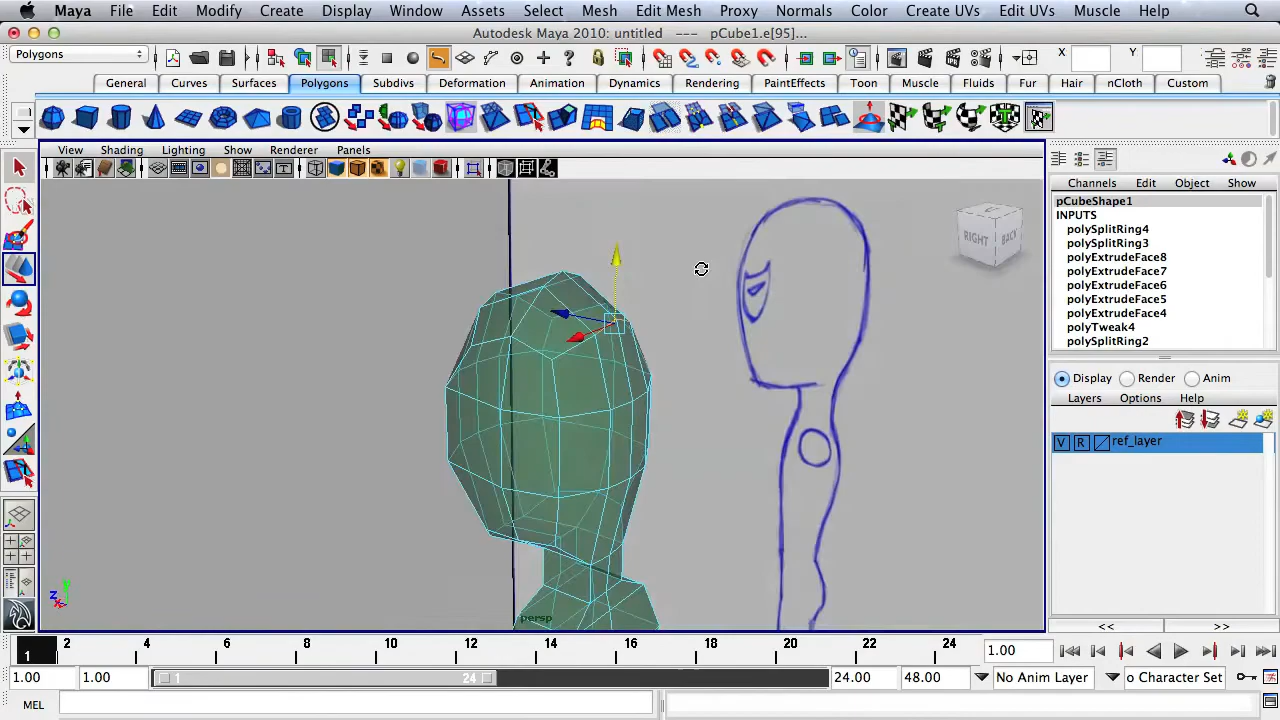 Maya File Edit Modify Create Display Window Assets Select Mesh Edit Mesh Proxy Normals Color Create UVs Edit UVs Muscle Help
Autodesk Maya 2010: untitled --- pCube1.e[95]...
Polygons X Y
General Curves Surfaces Polygons Subdivs Deformation Animation Dynamics Rendering PaintEffects Toon Muscle Fluids Fur Hair nCloth Custom
View Shading Lighting Show Renderer Panels
Channels Edit Object Show
pCubeShape1
INPUTS
polySplitRing4
polySplitRing3
polyExtrudeFace8
polyExtrudeFace7
polyExtrudeFace6
polyExtrudeFace5
polyExtrudeFace4
polyTweak4
polySplitRing2
RIGHT BACK
Display Render Anim
Layers Options Help
V R ref_layer
y
z x
persp
<< >>
1 2 4 6 8 10 12 14 16 18 20 22 24 1.00
1.00 1.00 1 24 24.00 48.00 No Anim Layer o Character Set
MEL